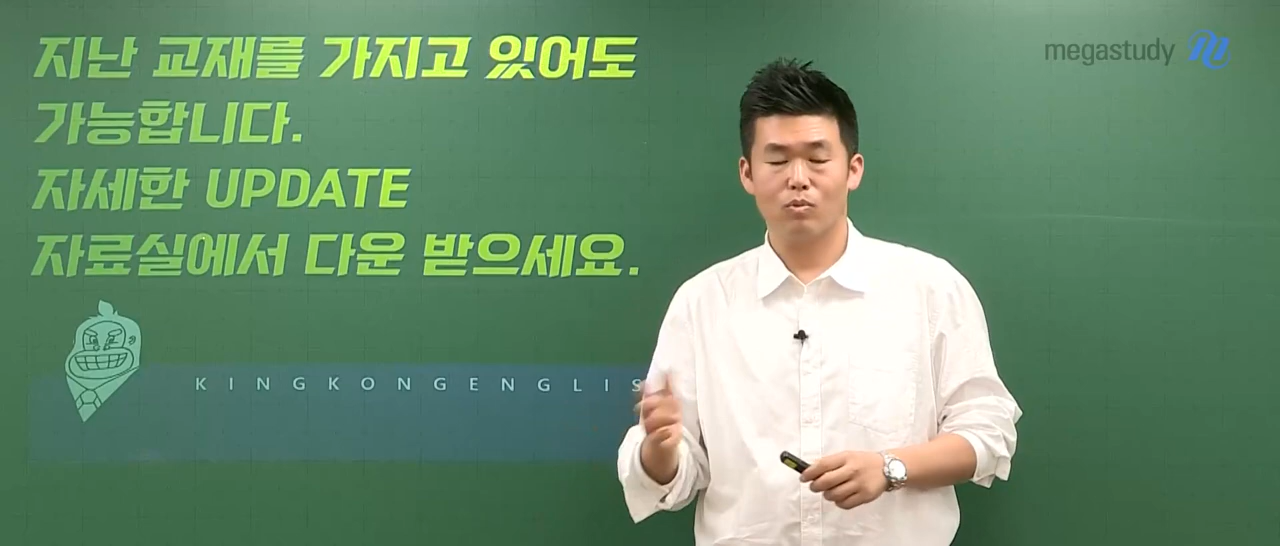 지난 교재를 가지고 있어도
가능합니다.
자세한 UPDATE
자료실에서 다운 받으세요.
KINGKONGENGLIS
megastudy